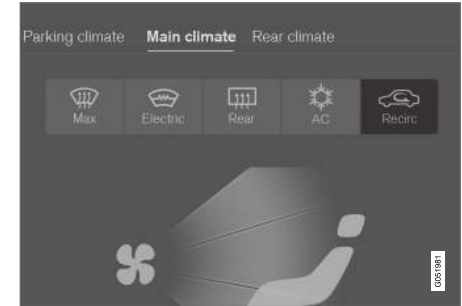 Parking climate Main climate Rear climate
Max Electric Rear AC Recirc
G051981